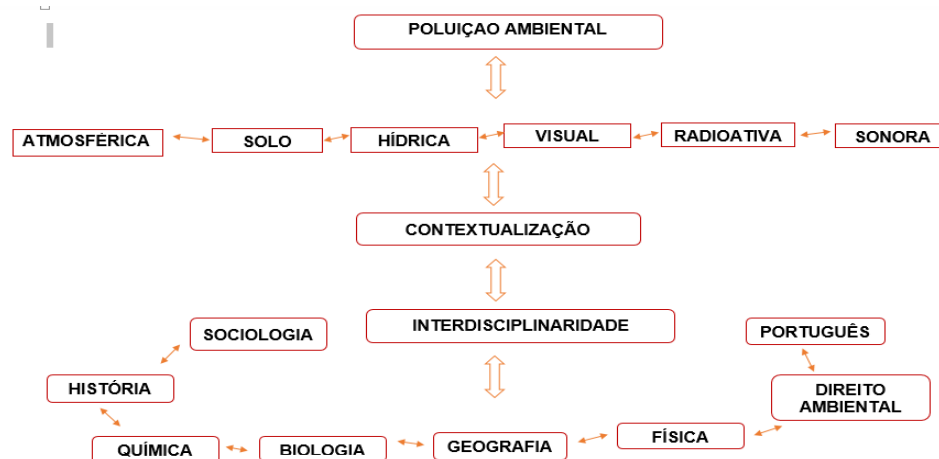 POLUIÇAO AMBIENTAL
ATMOSFÉRICA
SOLO
HÍDRICA
VISUAL
RADIOATIVA
SONORA
CONTEXTUALIZAÇÃO
INTERDISCIPLINARIDADE
SOCIOLOGIA
PORTUGUÊS
HISTÓRIA
DIREITO
AMBIENTAL
QUÍMICA
BIOLOGIA
GEOGRAFIA
FÍSICA